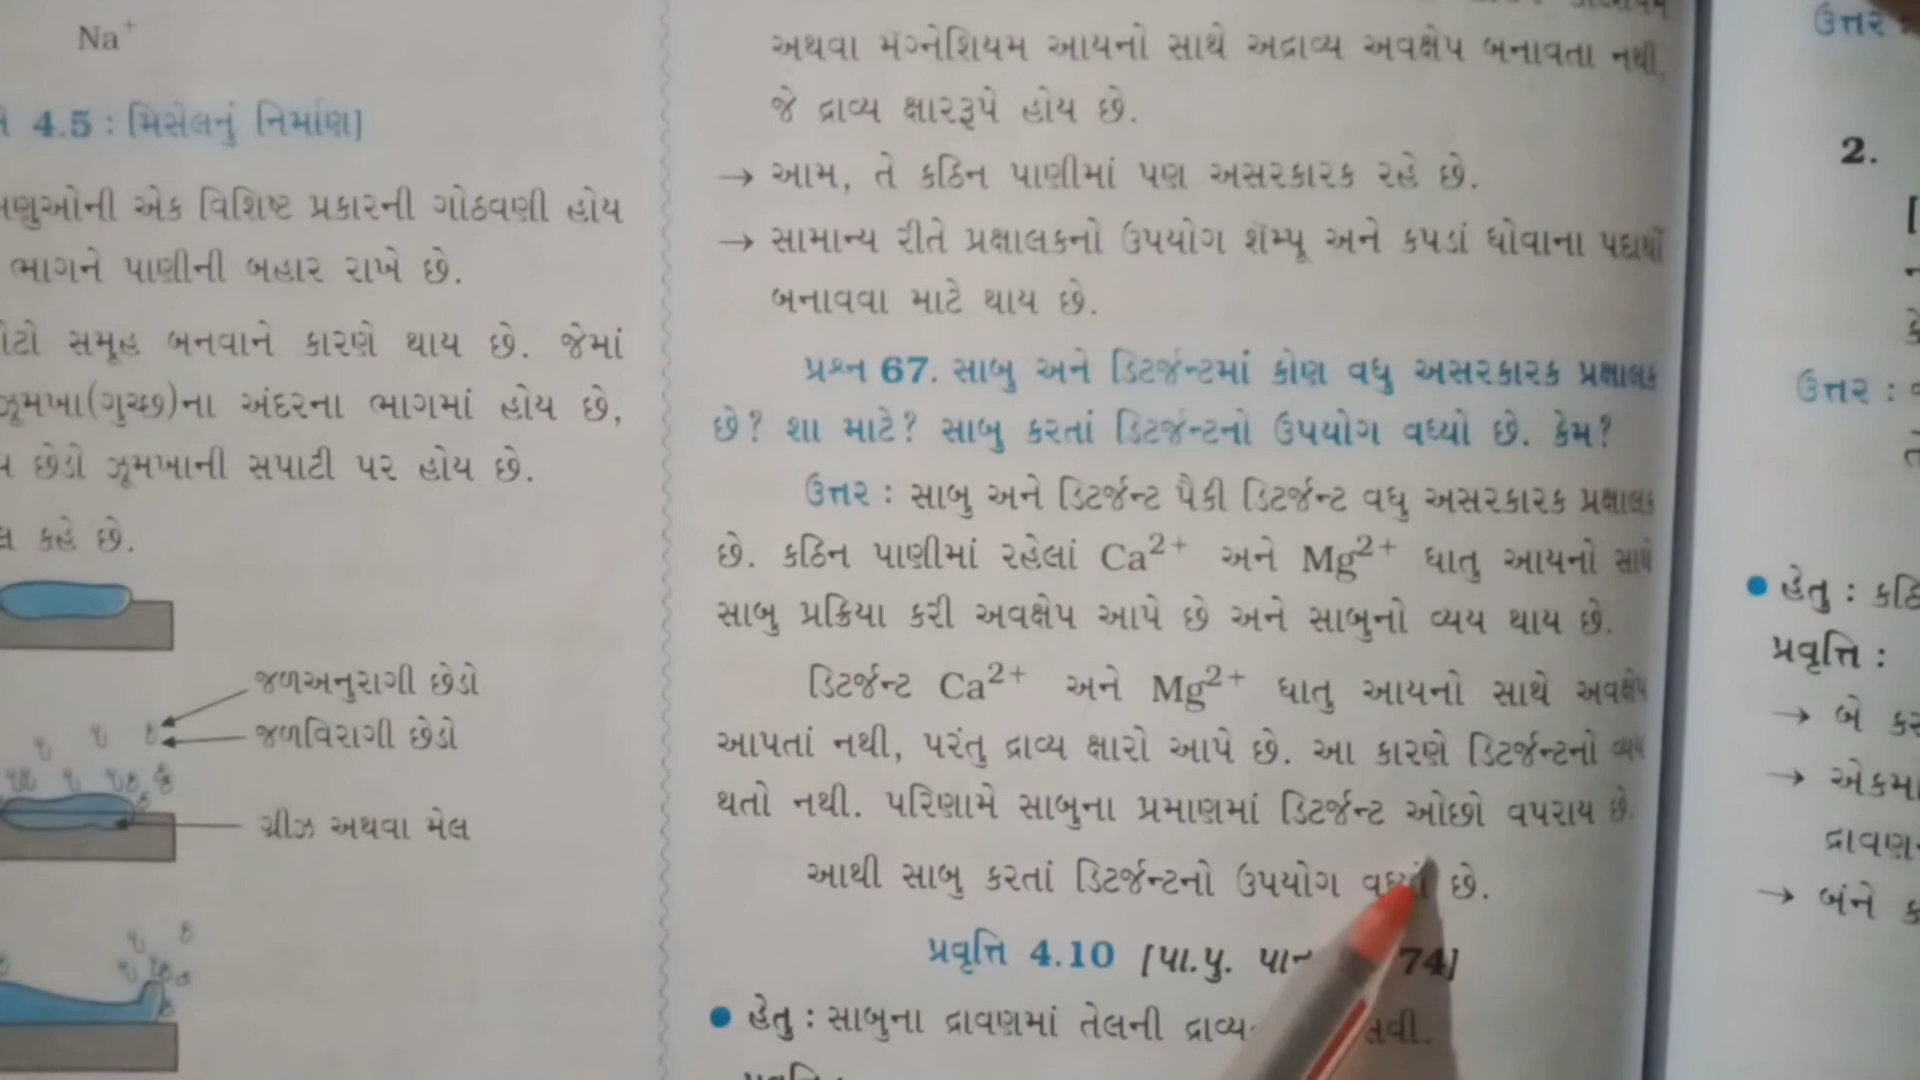 Na+
4.5 : મિસેલનું નિર્માણ]
એક વિશિષ્ટ પ્રકારની ગોઠવણી હોય
ભાગને પાણીની બહાર રાખે છે.
સમૂહ બનવાને કારણે થાય છે. જેમાં
ઝૂમખા(ગુચ્છ)ના અંદરના ભાગમાં હોય છે,
છેડો ઝૂમખાની સપાટી પર હોય છે.
કહે છે.
જળઅનુરાગી છેડો
જળવિરાગી છેડો
ગ્રીઝ અથવા મેલ
અથવા મૅગ્નેશિયમ આયનો સાથે અદ્રાવ્ય અવક્ષેપ બનાવતા નથી,
જે દ્રાવ્ય ક્ષારરૂપે હોય છે.
→ આમ, તે કઠિન પાણીમાં પણ અસરકારક રહે છે.
→ સામાન્ય રીતે પ્રક્ષાલકનો ઉપયોગ શૅમ્પૂ અને કપડાં ધોવાના પદાર્થો
બનાવવા માટે થાય છે.
પ્રશ્ન 67. સાબુ અને ડિટર્જન્ટમાં કોણ વધુ અસરકારક પ્રક્ષાલક
છે? શા માટે? સાબુ કરતાં ડિટર્જન્ટનો ઉપયોગ વધ્યો છે. કેમ?
ઉત્તર : સાબુ અને ડિટર્જન્ટ પૈકી ડિટર્જન્ટ વધુ અસરકારક પ્રક્ષાલક
છે. કઠિન પાણીમાં રહેલાં Ca2+ અને Mg2+ ધાતુ આયનો સાથે
સાબુ પ્રક્રિયા કરી અવક્ષેપ આપે છે અને સાબુનો વ્યય થાય છે.
ડિટર્જન્ટ Ca2+ અને Mg2+ ધાતુ આયનો સાથે અવક્ષેપ
આપતાં નથી, પરંતુ દ્રાવ્ય ક્ષારો આપે છે. આ કારણે ડિટર્જન્ટનો વ્યય
થતો નથી. પરિણામે સાબુના પ્રમાણમાં ડિટર્જન્ટ ઓછો વપરાય છે.
આથી સાબુ કરતાં ડિટર્જન્ટનો ઉપયોગ વધ્યો છે.
પ્રવૃત્તિ 4.10 [પા.પુ. પાન 74]
• હેતુ : સાબુના દ્રાવણમાં તેલની
ઉત્તર
2.
ઉત્તર :
• હેતુ :
પ્રવૃત્તિ :
→ બે
→
→ બંને